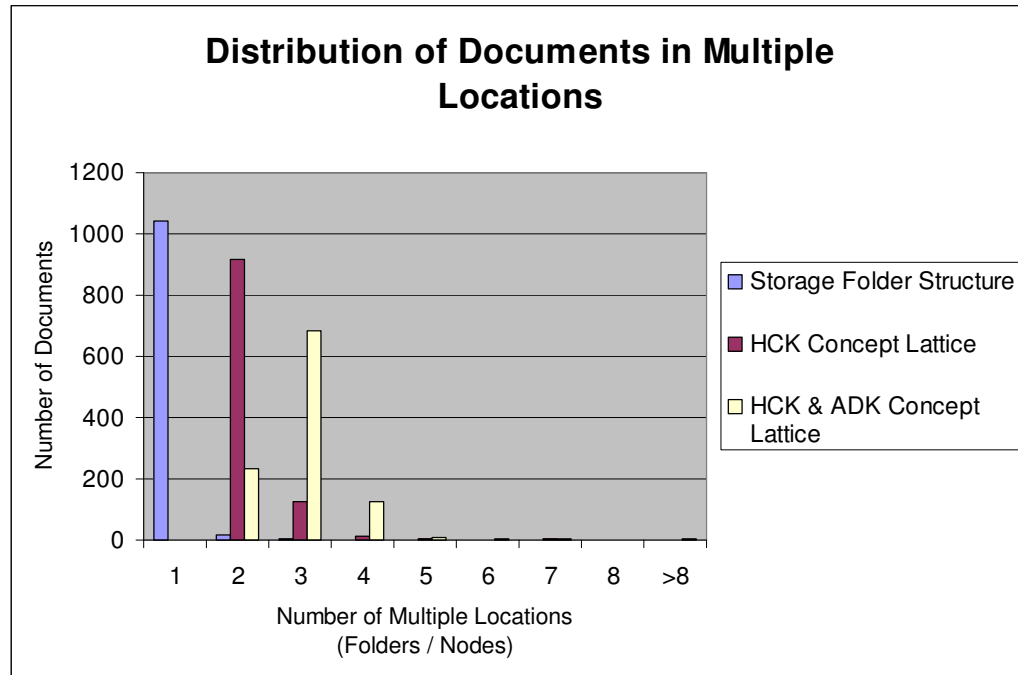 Distribution of Documents in Multiple
Locations
1200
1000
800
600
400
200
0
Number of Documents
1 2 3 4 5 6 7 8 >8
Number of Multiple Locations
(Folders / Nodes)
Storage Folder Structure
HCK Concept Lattice
HCK & ADK Concept
Lattice